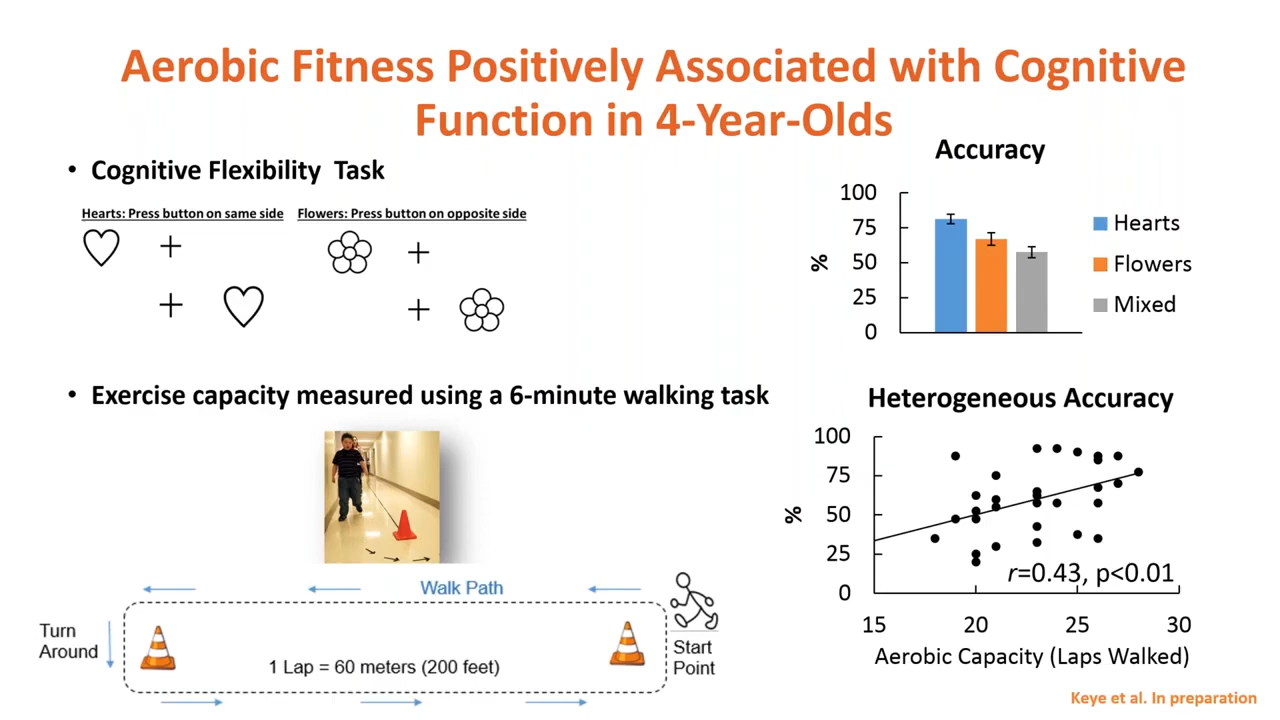 Aerobic Fitness Positively Associated with Cognitive
Function in 4-Year-Olds
• Cognitive Flexibility Task
Hearts: Press button on same side
Flowers: Press button on opposite side
+
+
+
+
Accuracy
%
100
75
50
25
0
Hearts
Flowers
Mixed
• Exercise capacity measured using a 6-minute walking task
Walk Path
Turn
Around
1 Lap = 60 meters (200 feet)
Start
Point
Heterogeneous Accuracy
%
100
75
50
25
0
r=0.43, p<0.01
15 20 25 30
Aerobic Capacity (Laps Walked)
Keye et al. In preparation